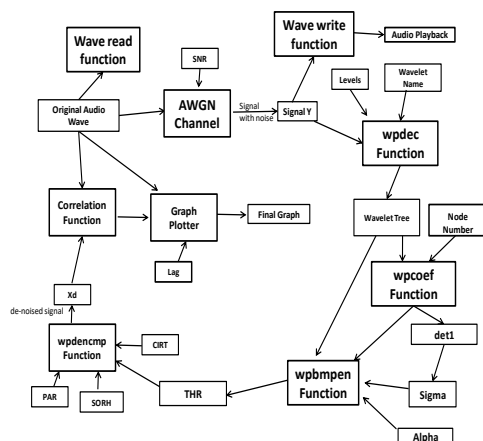 Wave read
function
SNR
Wave write
function
Audio Playback
Original Audio
Wave
AWGN
Channel
Signal
with noise
Signal Y
Levels
Wavelet
Name
wpdec
Function
Correlation
Function
Graph
Plotter
Final Graph
Lag
Wavelet Tree
Node
Number
wpcoef
Function
Xd
de-noised signal
wpdencmp
Function
CIRT
PAR
SORH
THR
wpbmpen
Function
det1
Sigma
Alpha